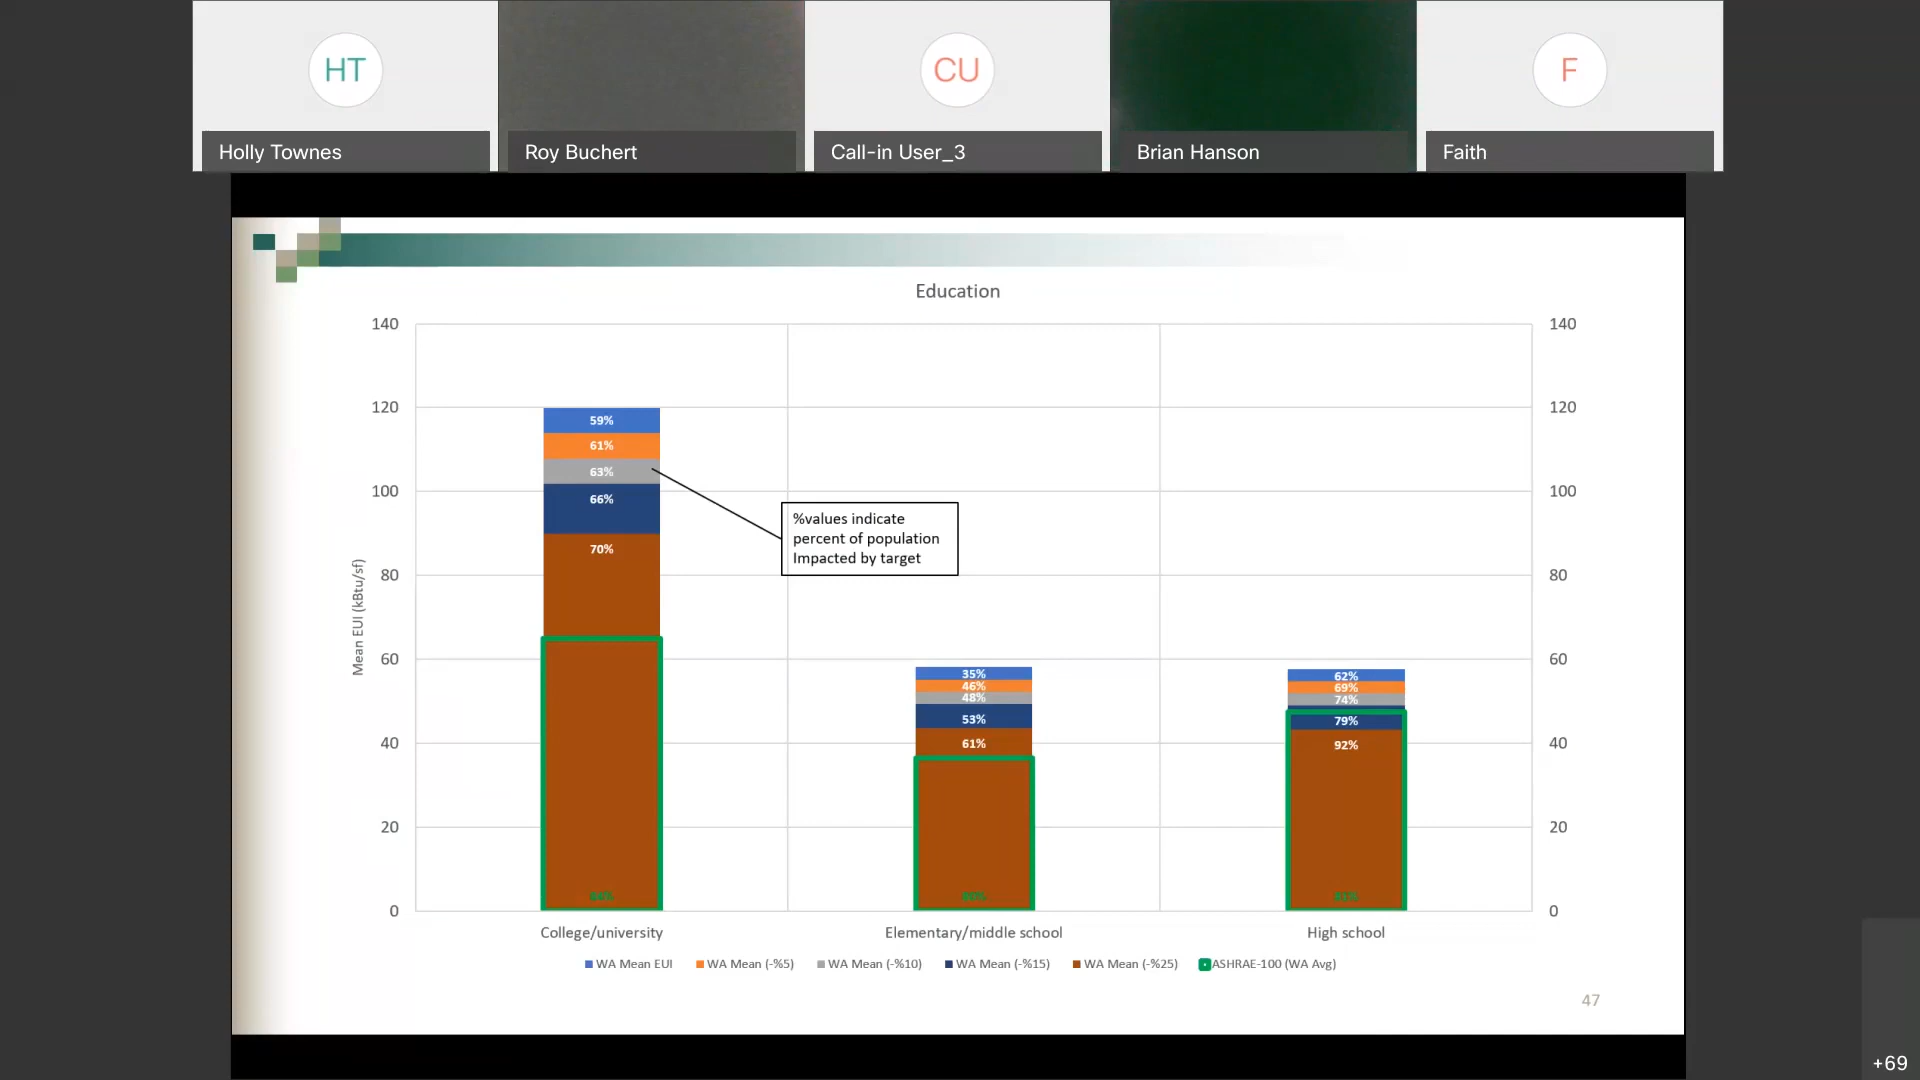 HT
CU
F
Holly Townes
Roy Buchert
Call-in User_3
Brian Hanson
Faith
Education
140
140
120
120
100
100
80
80
60
60
40
40
20
20
0
0
Mean EUI (kBtu/sf)
59%
61%
63%
66%
70%
%values indicate
percent of population
Impacted by target
35%
46%
48%
53%
61%
62%
69%
74%
79%
92%
College/university
Elementary/middle school
High school
WA Mean EUI
WA Mean (-%5)
WA Mean (-%10)
WA Mean (-%15)
WA Mean (-%25)
ASHRAE-100 (WA Avg)
47
+69